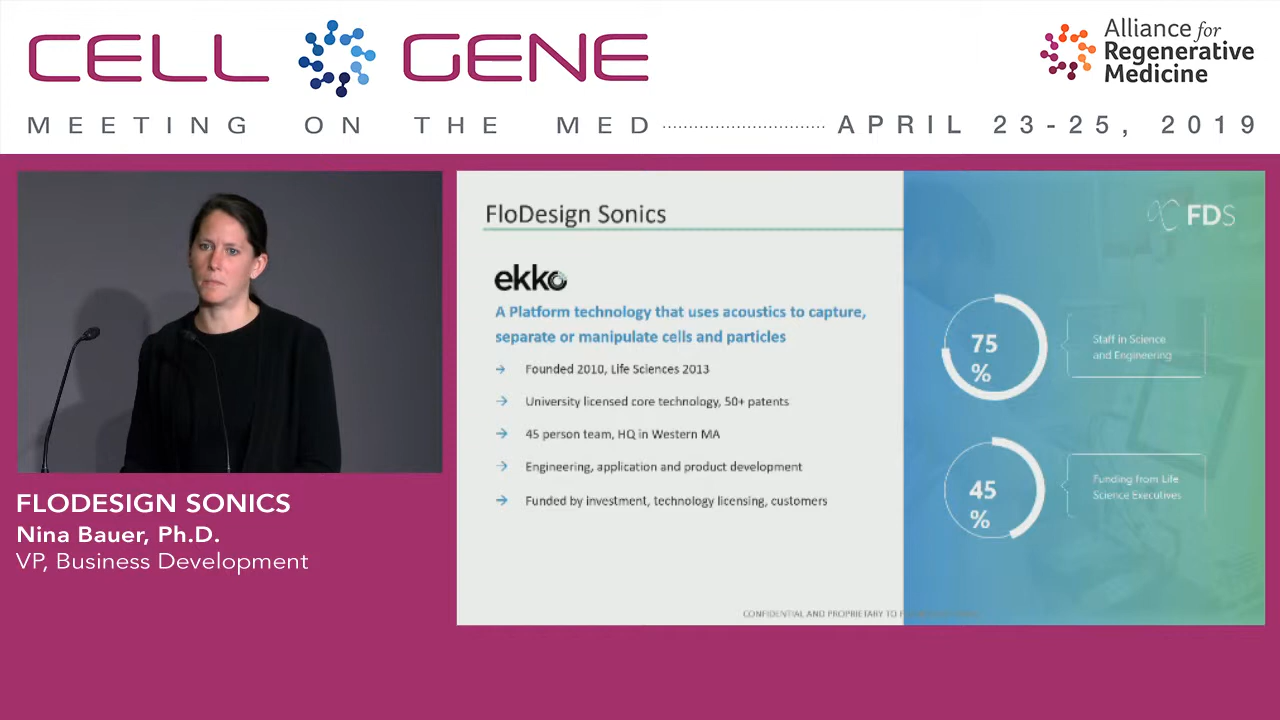 CELL GENE
Alliance for
Regenerative
Medicine
MEETING ON THE MED APRIL 23-25, 2019
FloDesign Sonics
FDS
ekko
A Platform technology that uses acoustics to capture,
separate or manipulate cells and particles
Founded 2010, Life Sciences 2013
University licensed core technology, 50+ patents
45 person team, HQ in Western MA
Engineering, application and product development
Funded by investment, technology licensing, customers
75
%
Staff in Science
and Engineering
45
%
Funding from Life
Science Executives
CONFIDENTIAL AND PROPRIETARY TO
FLODESIGN SONICS
Nina Bauer, Ph.D.
VP, Business Development